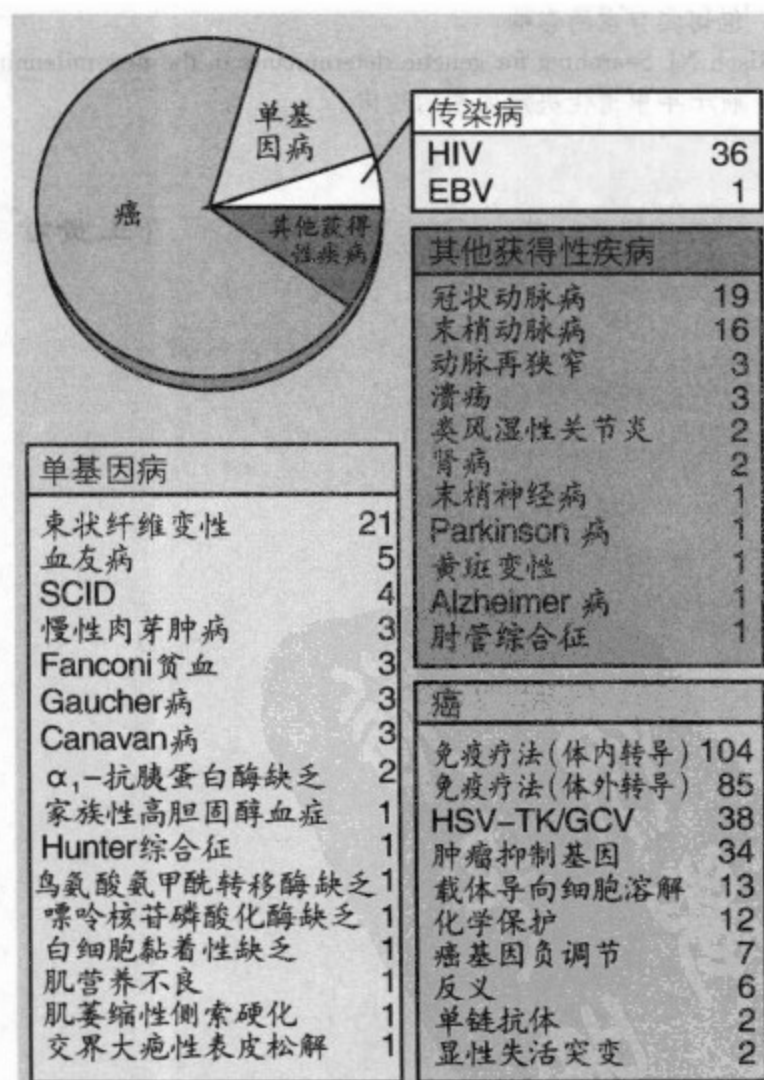 癌
单基
因病
其他获得
性疾病
传染病
HIV 36
EBV 1
其他获得性疾病
冠状动脉病 19
末梢动脉病 16
动脉再狭窄 3
溃疡 3
类风湿性关节炎 2
肾病 2
末梢神经病 1
Parkinson 病 1
黄斑变性 1
Alzheimer 病 1
肘管综合征 1
单基因病
束状纤维变性 21
血友病 5
SCID 4
慢性肉芽肿病 3
Fanconi贫血 3
Gaucher病 3
Canavan病 3
α₁-抗胰蛋白酶缺乏 2
家族性高胆固醇血症 1
Hunter综合征 1
鸟氨酸氨甲酰转移酶缺乏 1
嘌呤核苷磷酸化酶缺乏 1
白细胞黏着性缺乏 1
肌营养不良 1
肌萎缩性侧索硬化 1
交界大疱性表皮松解 1
癌
免疫疗法(体内转导) 104
免疫疗法(体外转导) 85
HSV-TK/GCV 38
肿瘤抑制基因 34
载体导向细胞溶解 13
化学保护 12
癌基因负调节 7
反义 6
单链抗体 2
显性失活突变 2